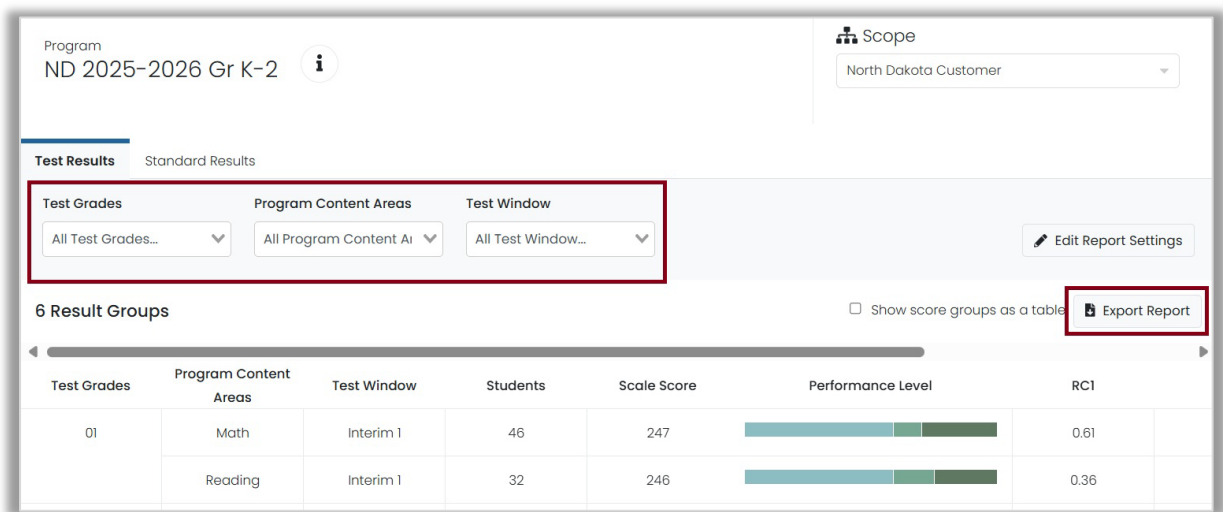 Program
ND 2025-2026 Gr K-2
i
Scope
North Dakota Customer
Test Results
Standard Results
Test Grades
Program Content Areas
Test Window
All Test Grades...
All Program Content Ar
All Test Window...
Edit Report Settings
6 Result Groups
Show score groups as a table
Export Report
Test Grades
Program Content
Areas
Test Window
Students
Scale Score
Performance Level
RC1
01
Math
Interim 1
46
247
0.61
Reading
Interim 1
32
246
0.36